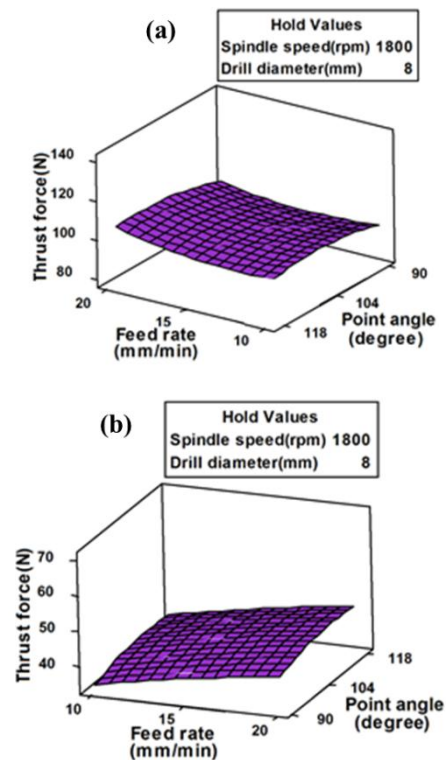 (a)
Hold Values
Spindle speed(rpm) 1800
Drill diameter(mm) 8
Thrust force(N)
140
120
100
80
20
15
10
Feed rate
(mm/min)
118
104
90
Point angle
(degree)
(b)
Hold Values
Spindle speed(rpm) 1800
Drill diameter(mm) 8
Thrust force(N)
70
60
50
40
10
15
20
Feed rate
(mm/min)
90
104
118
Point angle
(degree)